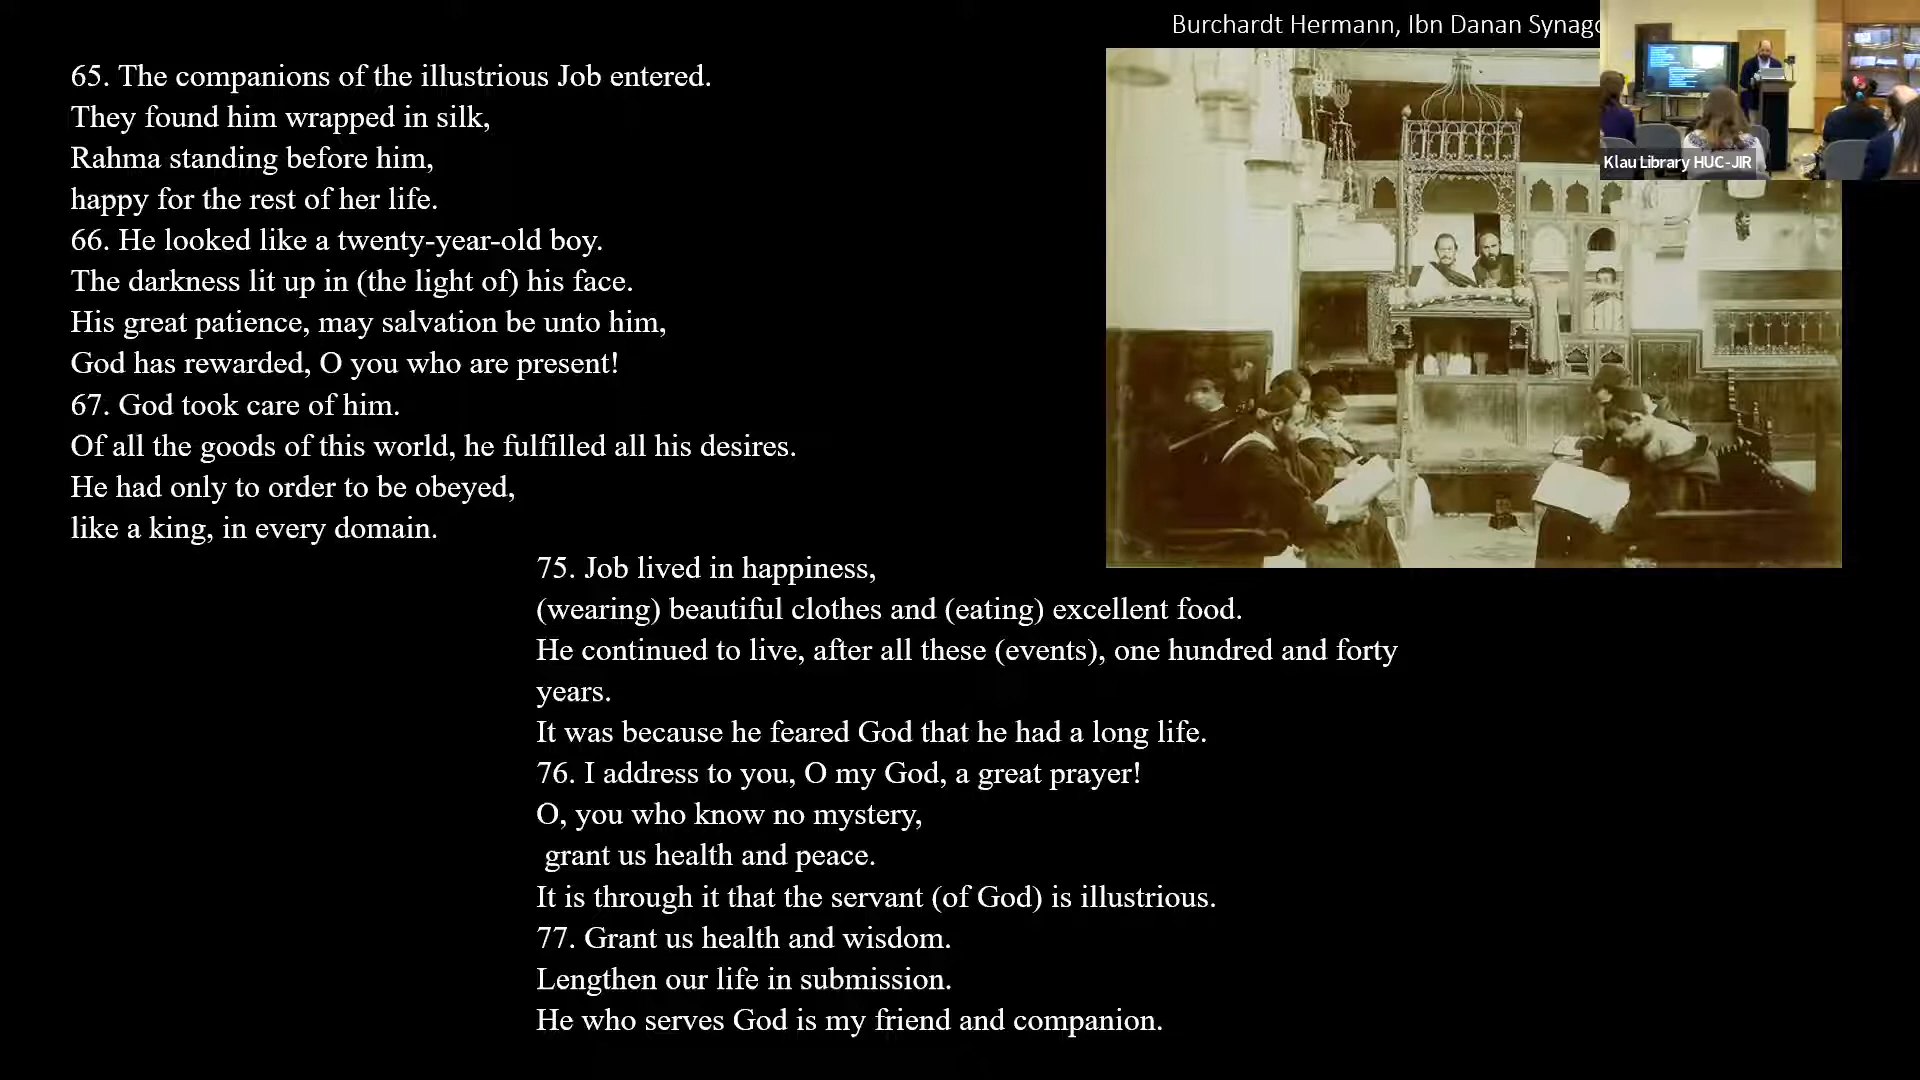 Burchardt Hermann, Ibn Danan
65. The companions of the illustrious Job entered.
They found him wrapped in silk,
Rahma standing before him,
happy for the rest of her life.
66. He looked like a twenty-year-old boy.
The darkness lit up in (the light of) his face.
His great patience, may salvation be unto him,
God has rewarded, O you who are present!
67. God took care of him.
Of all the goods of this world, he fulfilled all his desires.
He had only to order to be obeyed,
like a king, in every domain.
75. Job lived in happiness,
(wearing) beautiful clothes and (eating) excellent food.
He continued to live, after all these (events), one hundred and forty
years.
It was because he feared God that he had a long life.
76. I address to you, O my God, a great prayer!
O, you who know no mystery,
grant us health and peace.
It is through it that the servant (of God) is illustrious.
77. Grant us health and wisdom.
Lengthen our life in submission.
He who serves God is my friend and companion.
Klau Library HUC-JIR